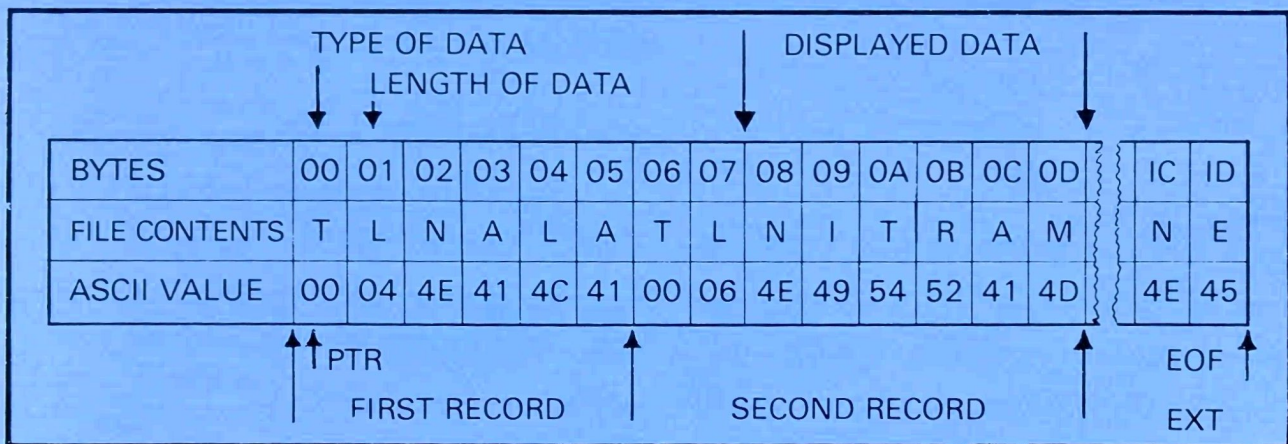 TYPE OF DATA DISPLAYED DATA
LENGTH OF DATA
BYTES 00 01 02 03 04 05 06 07 08 09 0A 0B 0C 0D IC ID
FILE CONTENTS T L N A L A T L N I T R A M N E
ASCII VALUE 00 04 4E 41 4C 41 00 06 4E 49 54 52 41 4D 4E 45
PTR EOF
FIRST RECORD SECOND RECORD EXT